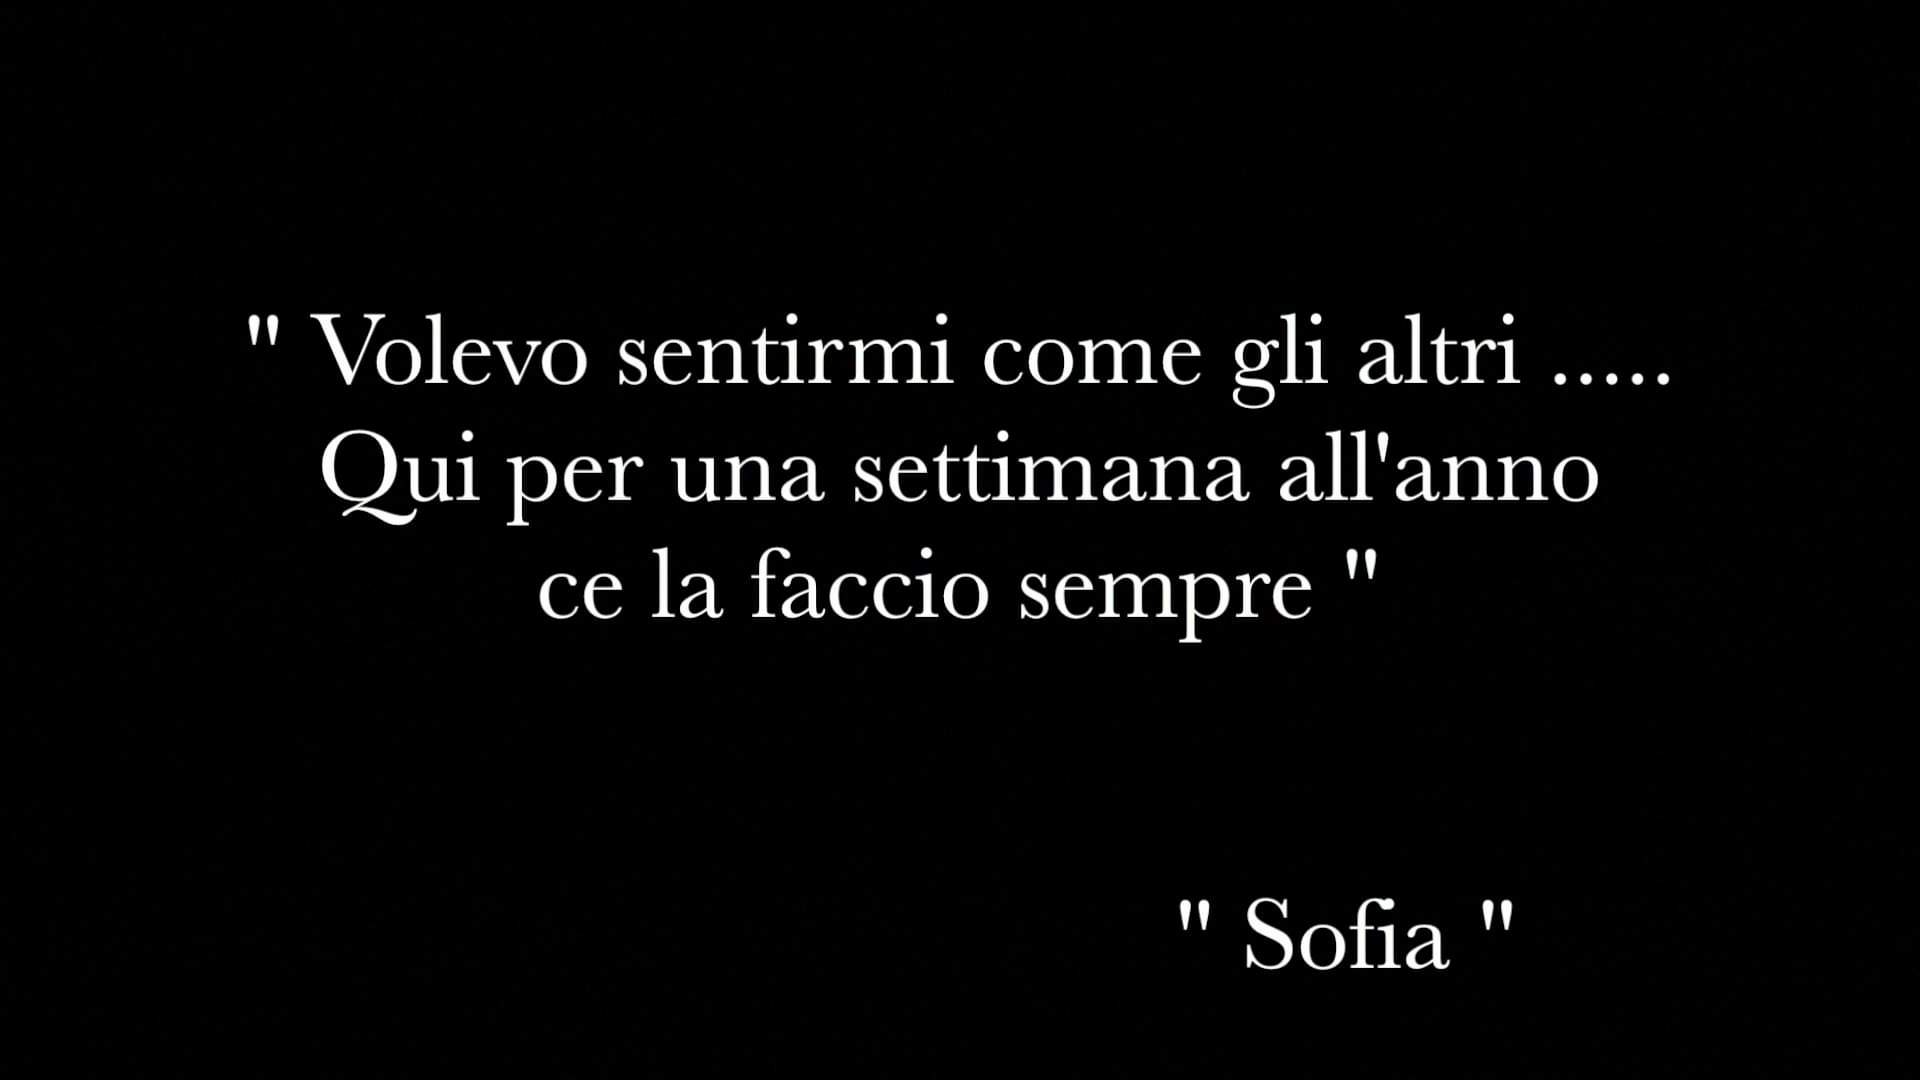 " Volevo sentirmi come gli altri .....
Qui per una settimana all'anno
ce la faccio sempre "
" Sofia "